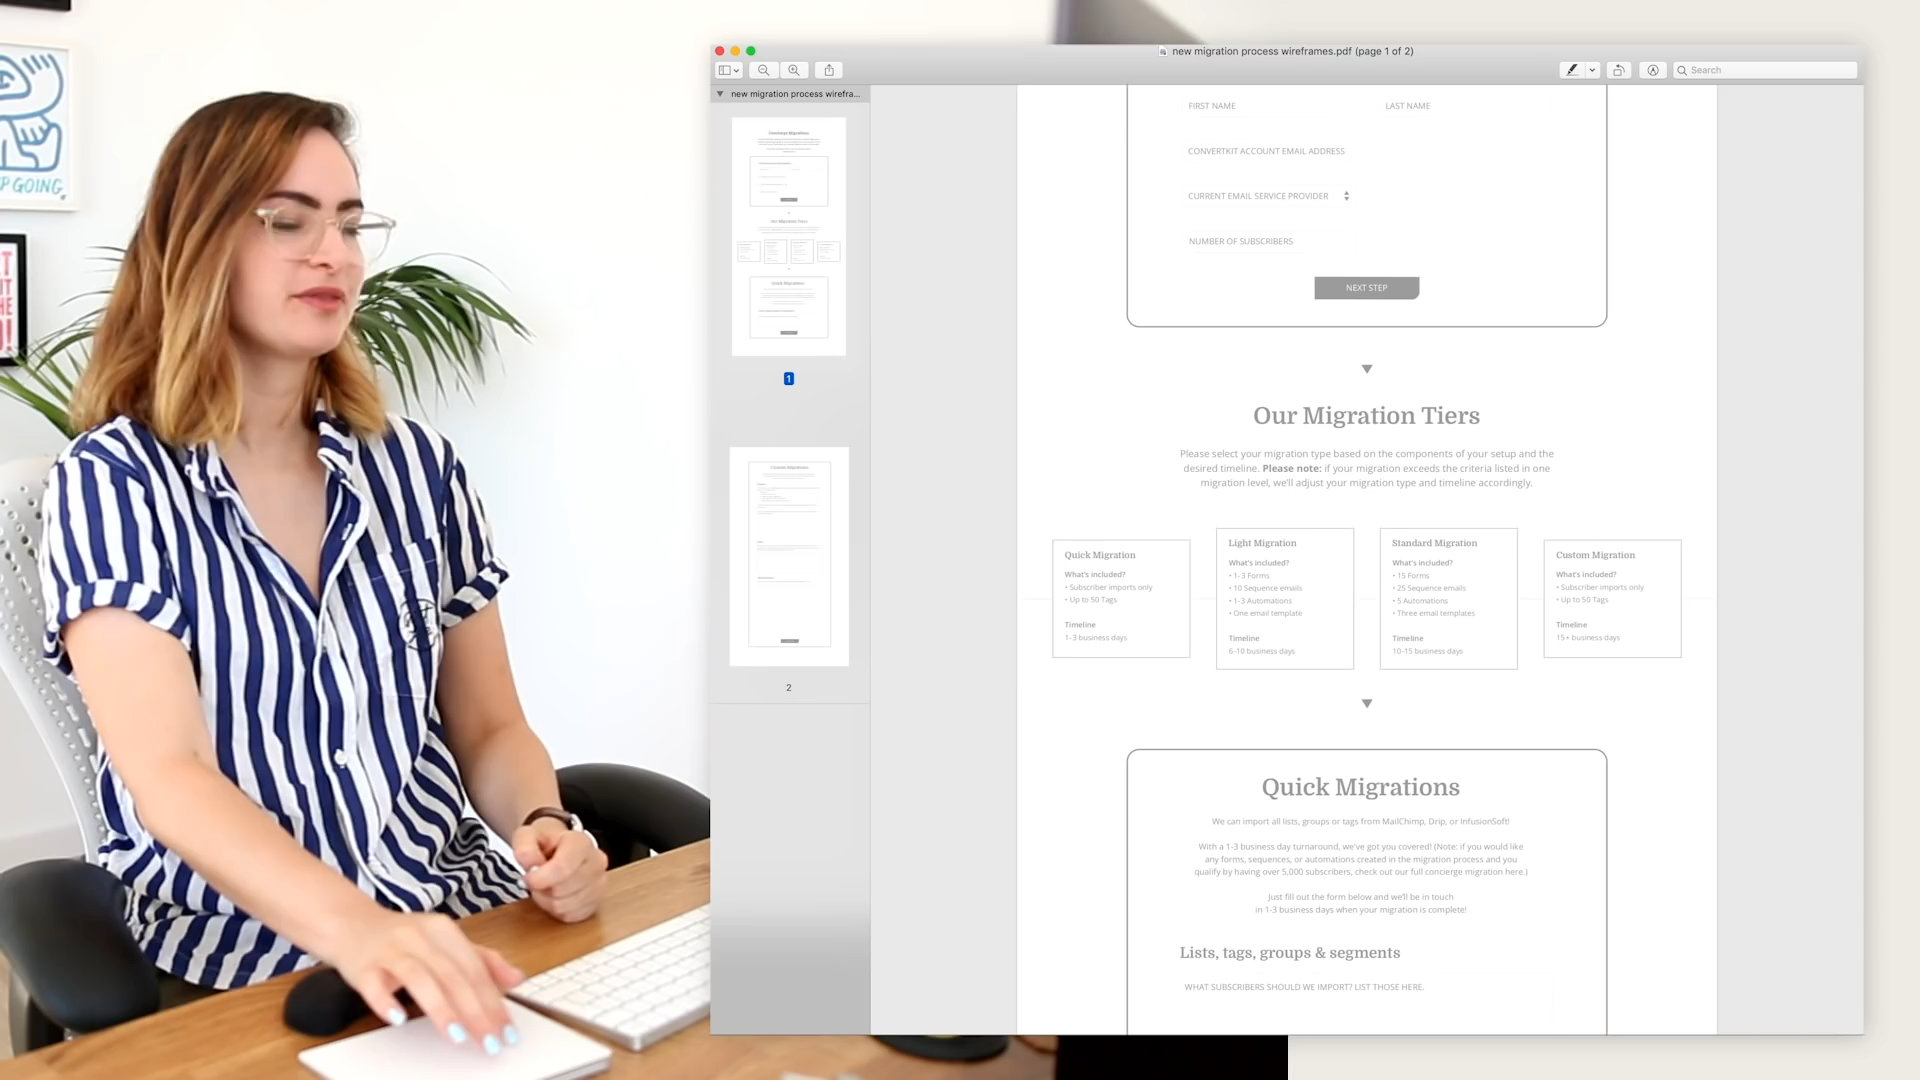 new migration process wireframes.pdf (page 1 of 2)
Search
new migration process wirefra...
1
2
FIRST NAME
LAST NAME
CONVERTKIT ACCOUNT EMAIL ADDRESS
CURRENT EMAIL SERVICE PROVIDER
NUMBER OF SUBSCRIBERS
NEXT STEP
Our Migration Tiers
Please select your migration type based on the components of your setup and the
desired timeline. Please note: if your migration exceeds the criteria listed in one
migration level, we'll adjust your migration type and timeline accordingly.
Quick Migration
What's included?
• Subscriber imports only
• Up to 50 Tags
Timeline
1-3 business days
Light Migration
What's included?
• 1-3 Forms
• 10 Sequence emails
• 1-3 Automations
• One email template
Timeline
6-10 business days
Standard Migration
What's included?
• 15 Forms
• 25 Sequence emails
• 5 Automations
• Three email templates
Timeline
10-15 business days
Custom Migration
What's included?
• Subscriber imports only
• Up to 50 Tags
Timeline
15+ business days
Quick Migrations
We can import all lists, groups or tags from MailChimp, Drip, or InfusionSoft!
With a 1-3 business day turnaround, we've got you covered! (Note: if you would like
any forms, sequences, or automations created in the migration process and you
qualify by having over 5,000 subscribers, check out our full concierge migration here.)
Just fill out the form below and we'll be in touch
in 1-3 business days when your migration is complete!
Lists, tags, groups & segments
WHAT SUBSCRIBERS SHOULD WE IMPORT? LIST THOSE HERE.
GOING.